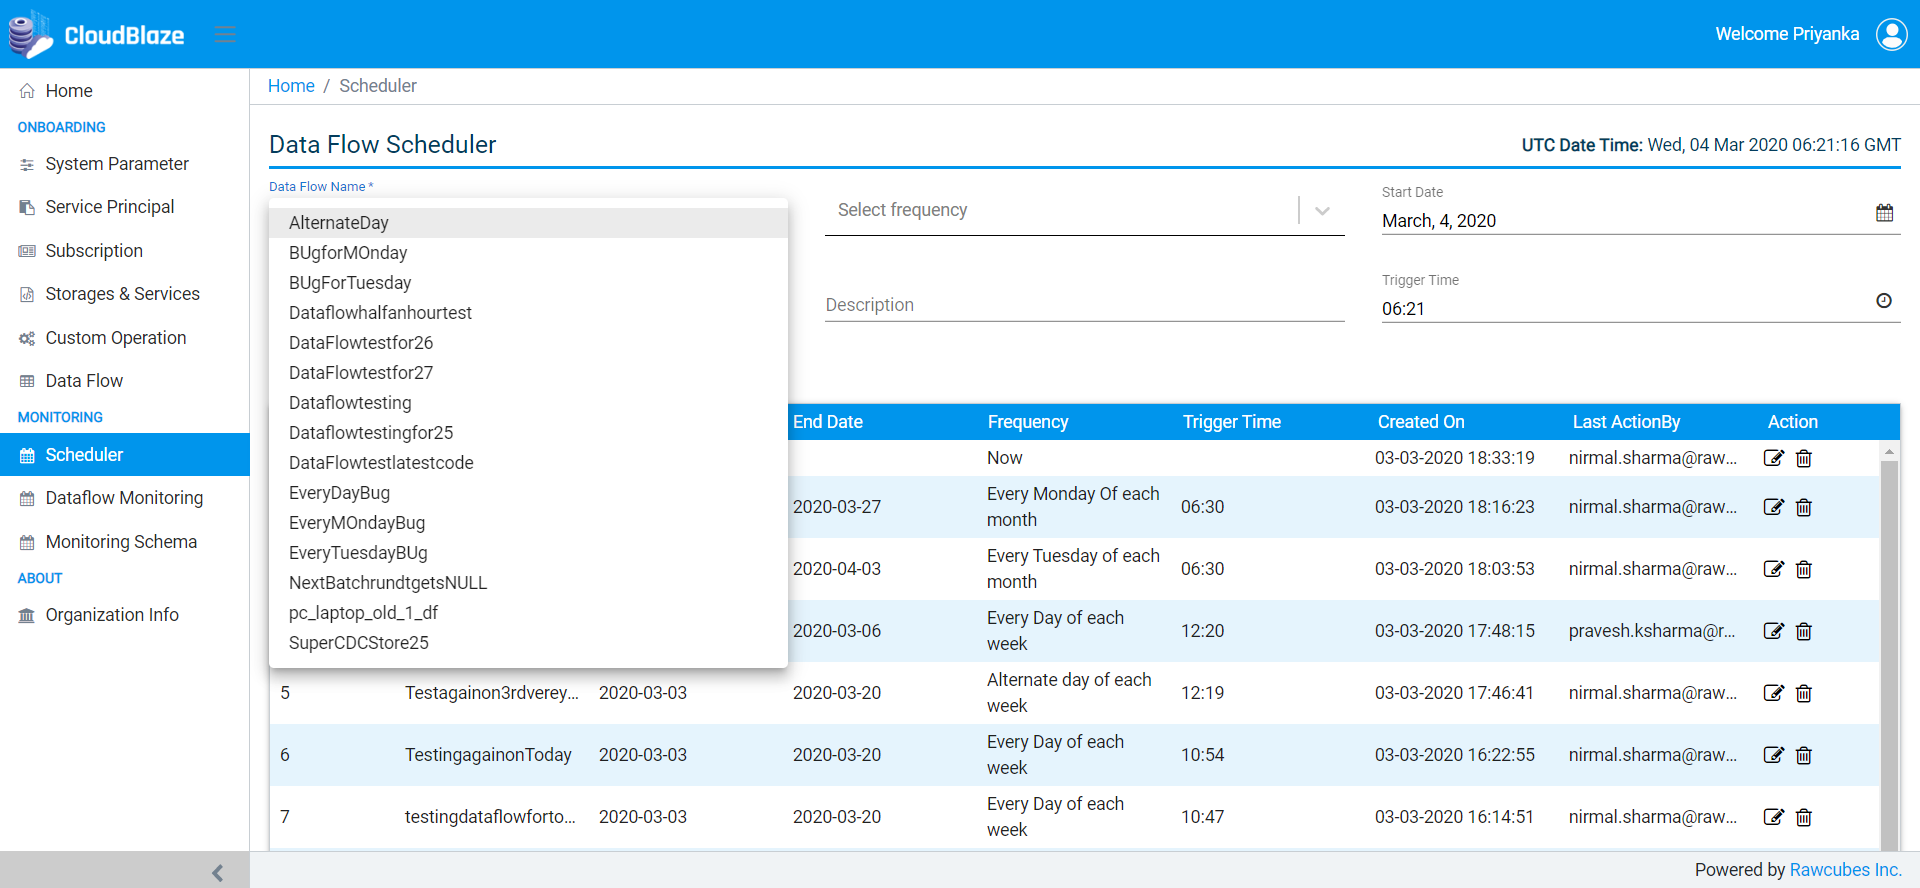 CloudBlaze
Welcome Priyanka
Home
ONBOARDING
System Parameter
Service Principal
Subscription
Storages & Services
Custom Operation
Data Flow
MONITORING
Scheduler
Dataflow Monitoring
Monitoring Schema
ABOUT
Organization Info
Home / Scheduler
Data Flow Scheduler
UTC Date Time: Wed, 04 Mar 2020 06:21:16 GMT
Data Flow Name *
AlternateDay
BUgforMOnday
BUgForTuesday
Dataflowhalfanhourtest
DataFlowtestfor26
DataFlowtestfor27
Dataflowtesting
Dataflowtestingfor25
DataFlowtestlatestcode
EveryDayBug
EveryMOndayBug
EveryTuesdayBUg
NextBatchrundtgetsNULL
pc_laptop_old_1_df
SuperCDCStore25
Select frequency
Start Date
March, 4, 2020
Description
Trigger Time
06:21
End Date Frequency Trigger Time Created On Last ActionBy Action
Now 03-03-2020 18:33:19 nirmal.sharma@raw...
2020-03-27 Every Monday Of each month 06:30 03-03-2020 18:16:23 nirmal.sharma@raw...
2020-04-03 Every Tuesday of each month 06:30 03-03-2020 18:03:53 nirmal.sharma@raw...
2020-03-06 Every Day of each week 12:20 03-03-2020 17:48:15 pravesh.ksharma@r...
5 Testagainon3rdverey... 2020-03-03 2020-03-20 Alternate day of each week 12:19 03-03-2020 17:46:41 nirmal.sharma@raw...
6 TestingagainonToday 2020-03-03 2020-03-20 Every Day of each week 10:54 03-03-2020 16:22:55 nirmal.sharma@raw...
7 testingdataflowforto... 2020-03-03 2020-03-20 Every Day of each week 10:47 03-03-2020 16:14:51 nirmal.sharma@raw...
Powered by Rawcubes Inc.